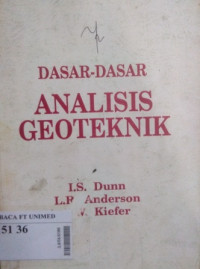 DASAR-DASAR
ANALISIS
GEOTEKNIK
I.S. Dunn
L.R. Anderson
Kiefer
BACA FT UNIMED
51 36